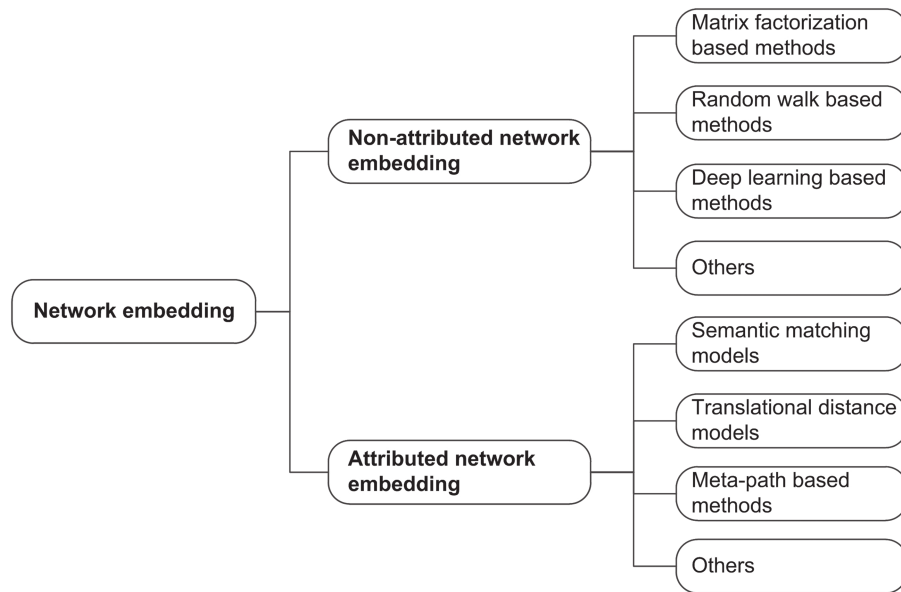 Network embedding
Non-attributed network
embedding
Matrix factorization
based methods
Random walk based
methods
Deep learning based
methods
Others
Attributed network
embedding
Semantic matching
models
Translational distance
models
Meta-path based
methods
Others